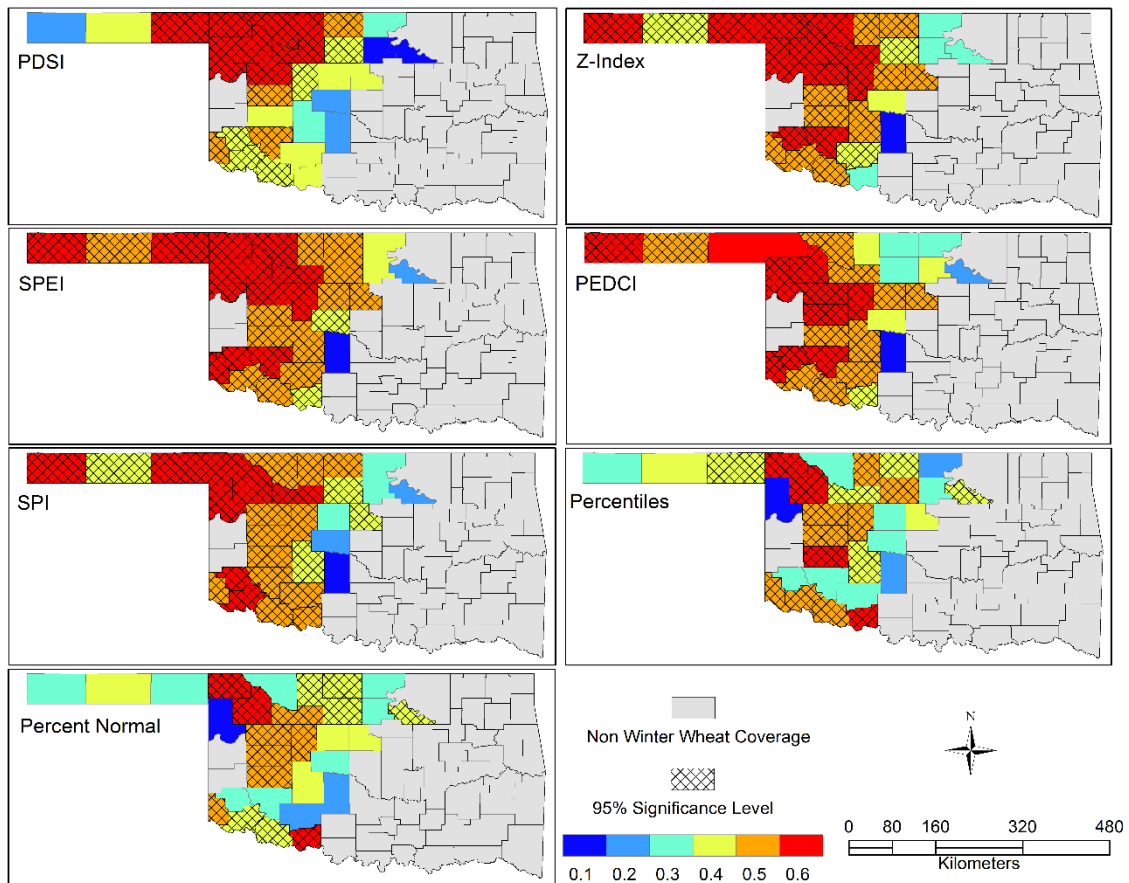 PDSI
Z-Index
SPEI
PEDCI
SPI
Percentiles
Percent Normal
Non Winter Wheat Coverage
95% Significance Level
N
0.1 0.2 0.3 0.4 0.5 0.6
0 80 160 320 480
Kilometers